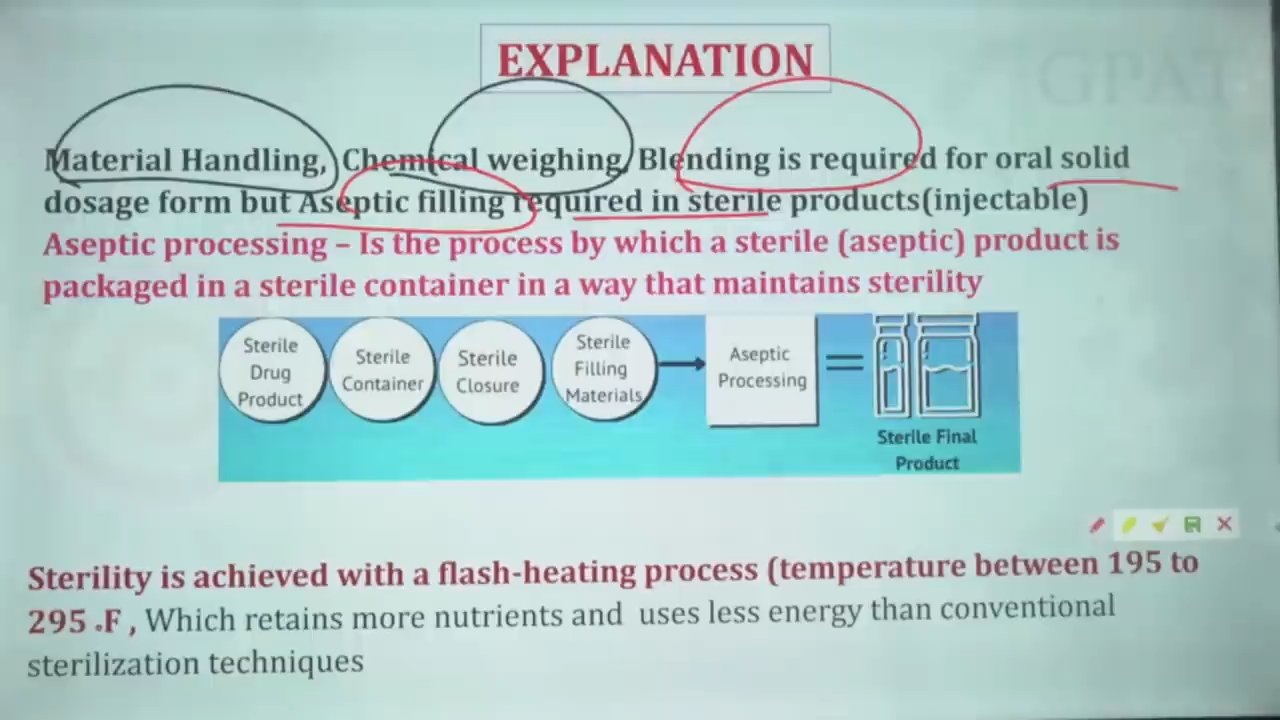 EXPLANATION
GPAT
Material Handling, Chemical weighing, Blending is required for oral solid
dosage form but Aseptic filling required in sterile products(injectable)
Aseptic processing – Is the process by which a sterile (aseptic) product is
packaged in a sterile container in a way that maintains sterility
Sterile
Drug
Product
Sterile
Container
Sterile
Closure
Sterile
Filling
Materials
Aseptic
Processing
Sterile Final
Product
Sterility is achieved with a flash-heating process (temperature between 195 to
295 .F , Which retains more nutrients and uses less energy than conventional
sterilization techniques